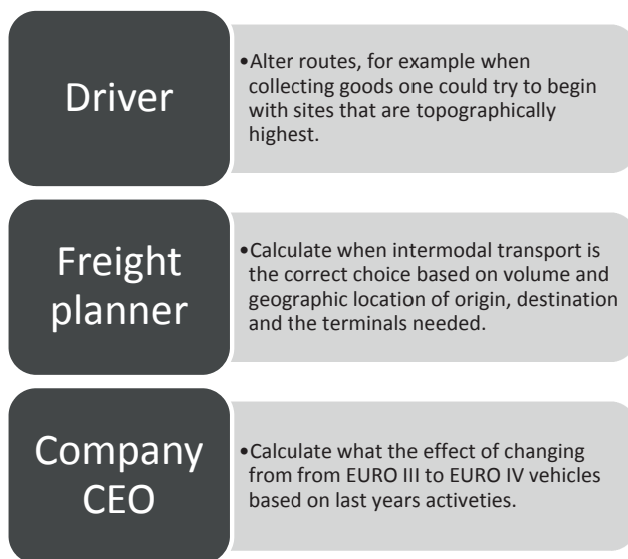 Driver
•Alter routes, for example when
collecting goods one could try to begin
with sites that are topographically
highest.
Freight
planner
•Calculate when intermodal transport is
the correct choice based on volume and
geographic location of origin, destination
and the terminals needed.
Company
CEO
•Calculate what the effect of changing
from from EURO III to EURO IV vehicles
based on last years activeties.